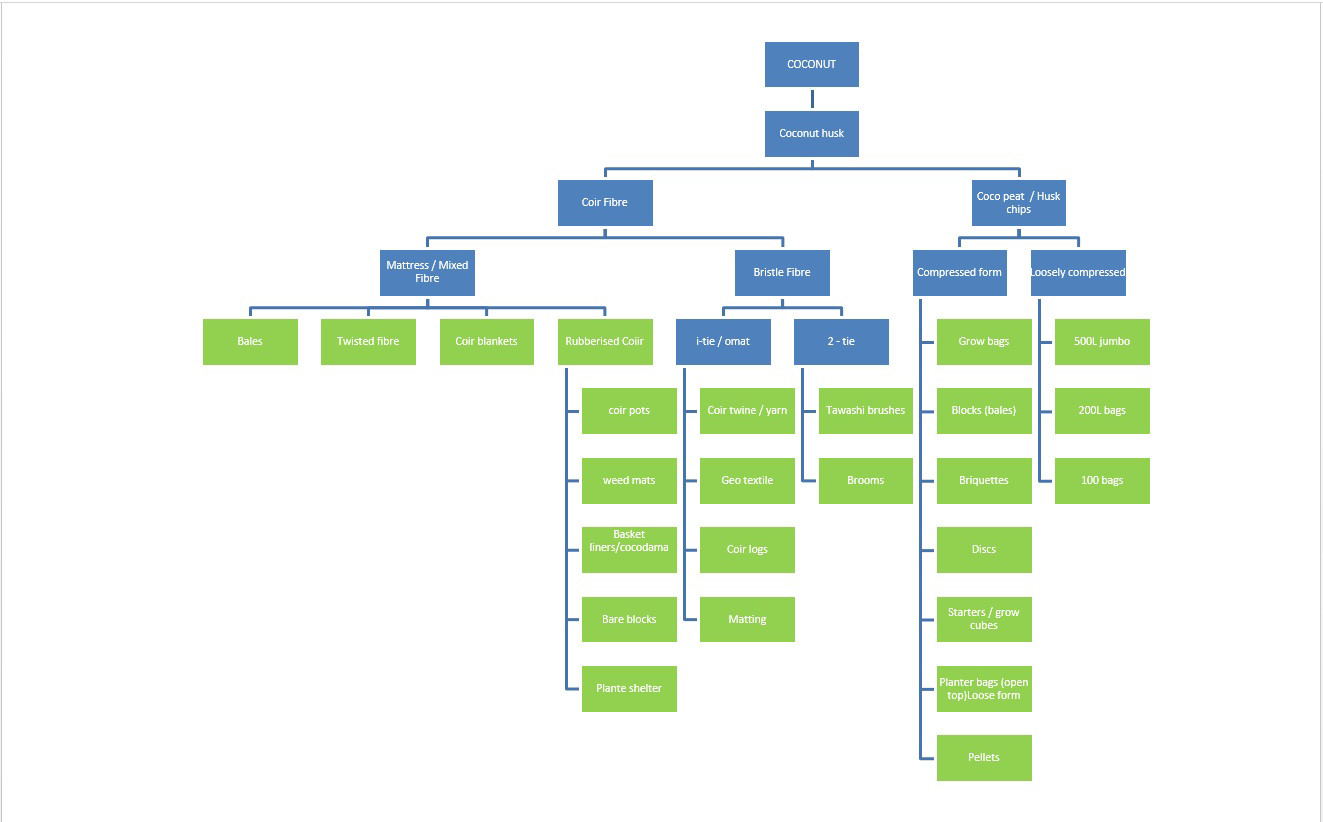 COCONUT
Coconut husk
Coir Fibre
Coco peat / Husk
chips
Mattress / Mixed
Fibre
Bristle Fibre
Compressed form
Loosely compressed
Bales
Twisted fibre
Coir blankets
Rubberised Coiir
i-tie / omat
2 - tie
Grow bags
500L jumbo
coir pots
Coir twine / yarn
Tawashi brushes
Blocks (bales)
200L bags
weed mats
Geo textile
Brooms
Briquettes
100 bags
Basket
liners/cocodama
Coir logs
Discs
Bare blocks
Matting
Starters / grow
cubes
Plante shelter
Planter bags (open
top)Loose form
Pellets